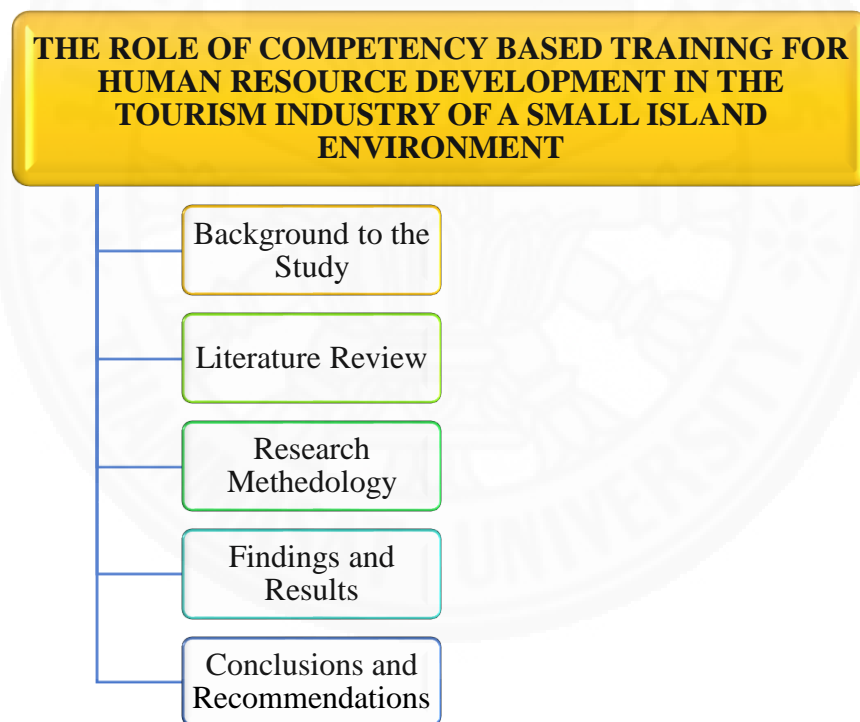 THE ROLE OF COMPETENCY BASED TRAINING FOR
HUMAN RESOURCE DEVELOPMENT IN THE
TOURISM INDUSTRY OF A SMALL ISLAND
ENVIRONMENT
Background to the
Study
Literature Review
Research
Methedology
Findings and
Results
Conclusions and
Recommendations
UNIVERSITY